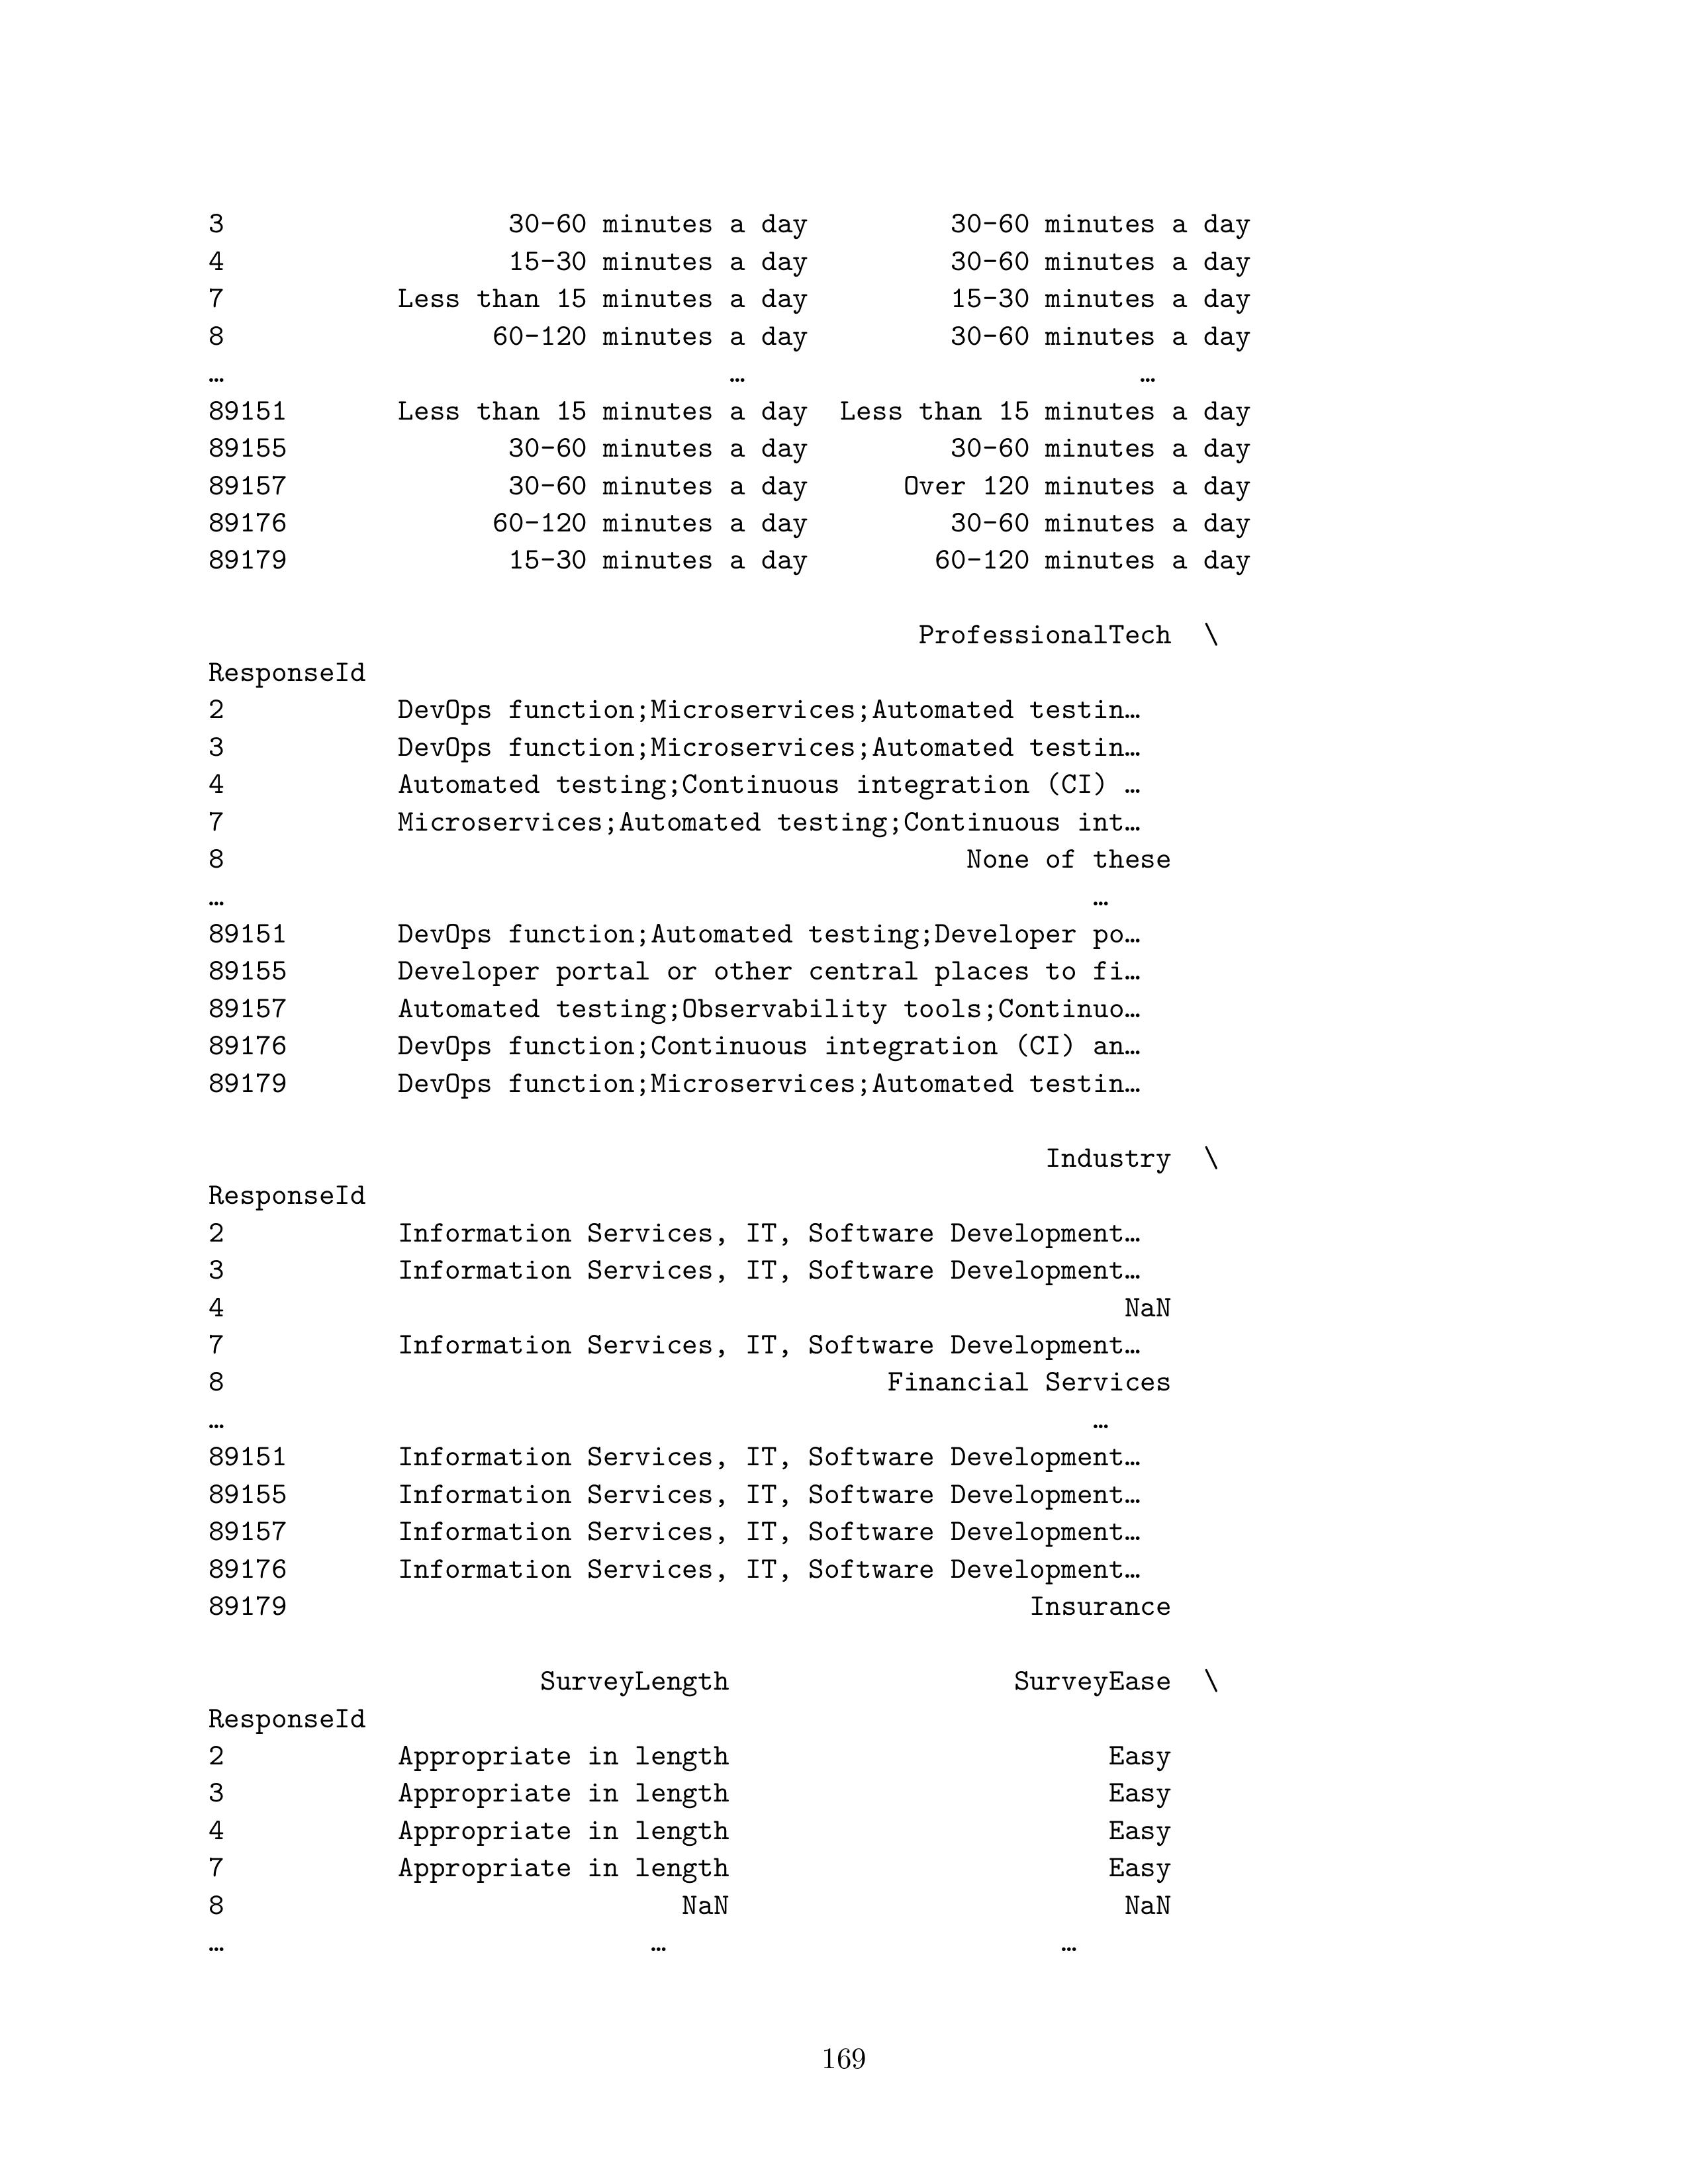 3                  30-60 minutes a day         30-60 minutes a day
4                  15-30 minutes a day         30-60 minutes a day
7           Less than 15 minutes a day         15-30 minutes a day
8                 60-120 minutes a day         30-60 minutes a day
…                                …                         …
89151       Less than 15 minutes a day  Less than 15 minutes a day
89155              30-60 minutes a day         30-60 minutes a day
89157              30-60 minutes a day      Over 120 minutes a day
89176             60-120 minutes a day         30-60 minutes a day
89179              15-30 minutes a day        60-120 minutes a day
                                             ProfessionalTech  \
ResponseId
2           DevOps function;Microservices;Automated testin…
3           DevOps function;Microservices;Automated testin…
4           Automated testing;Continuous integration (CI) …
7           Microservices;Automated testing;Continuous int…
8                                               None of these
…                                                       …
89151       DevOps function;Automated testing;Developer po…
89155       Developer portal or other central places to fi…
89157       Automated testing;Observability tools;Continuo…
89176       DevOps function;Continuous integration (CI) an…
89179       DevOps function;Microservices;Automated testin…
                                                     Industry  \
ResponseId
2           Information Services, IT, Software Development…
3           Information Services, IT, Software Development…
4                                                         NaN
7           Information Services, IT, Software Development…
8                                          Financial Services
…                                                       …
89151       Information Services, IT, Software Development…
89155       Information Services, IT, Software Development…
89157       Information Services, IT, Software Development…
89176       Information Services, IT, Software Development…
89179                                               Insurance
                     SurveyLength                  SurveyEase  \
ResponseId
2           Appropriate in length                        Easy
3           Appropriate in length                        Easy
4           Appropriate in length                        Easy
7           Appropriate in length                        Easy
8                             NaN                         NaN
…                           …                         …
169